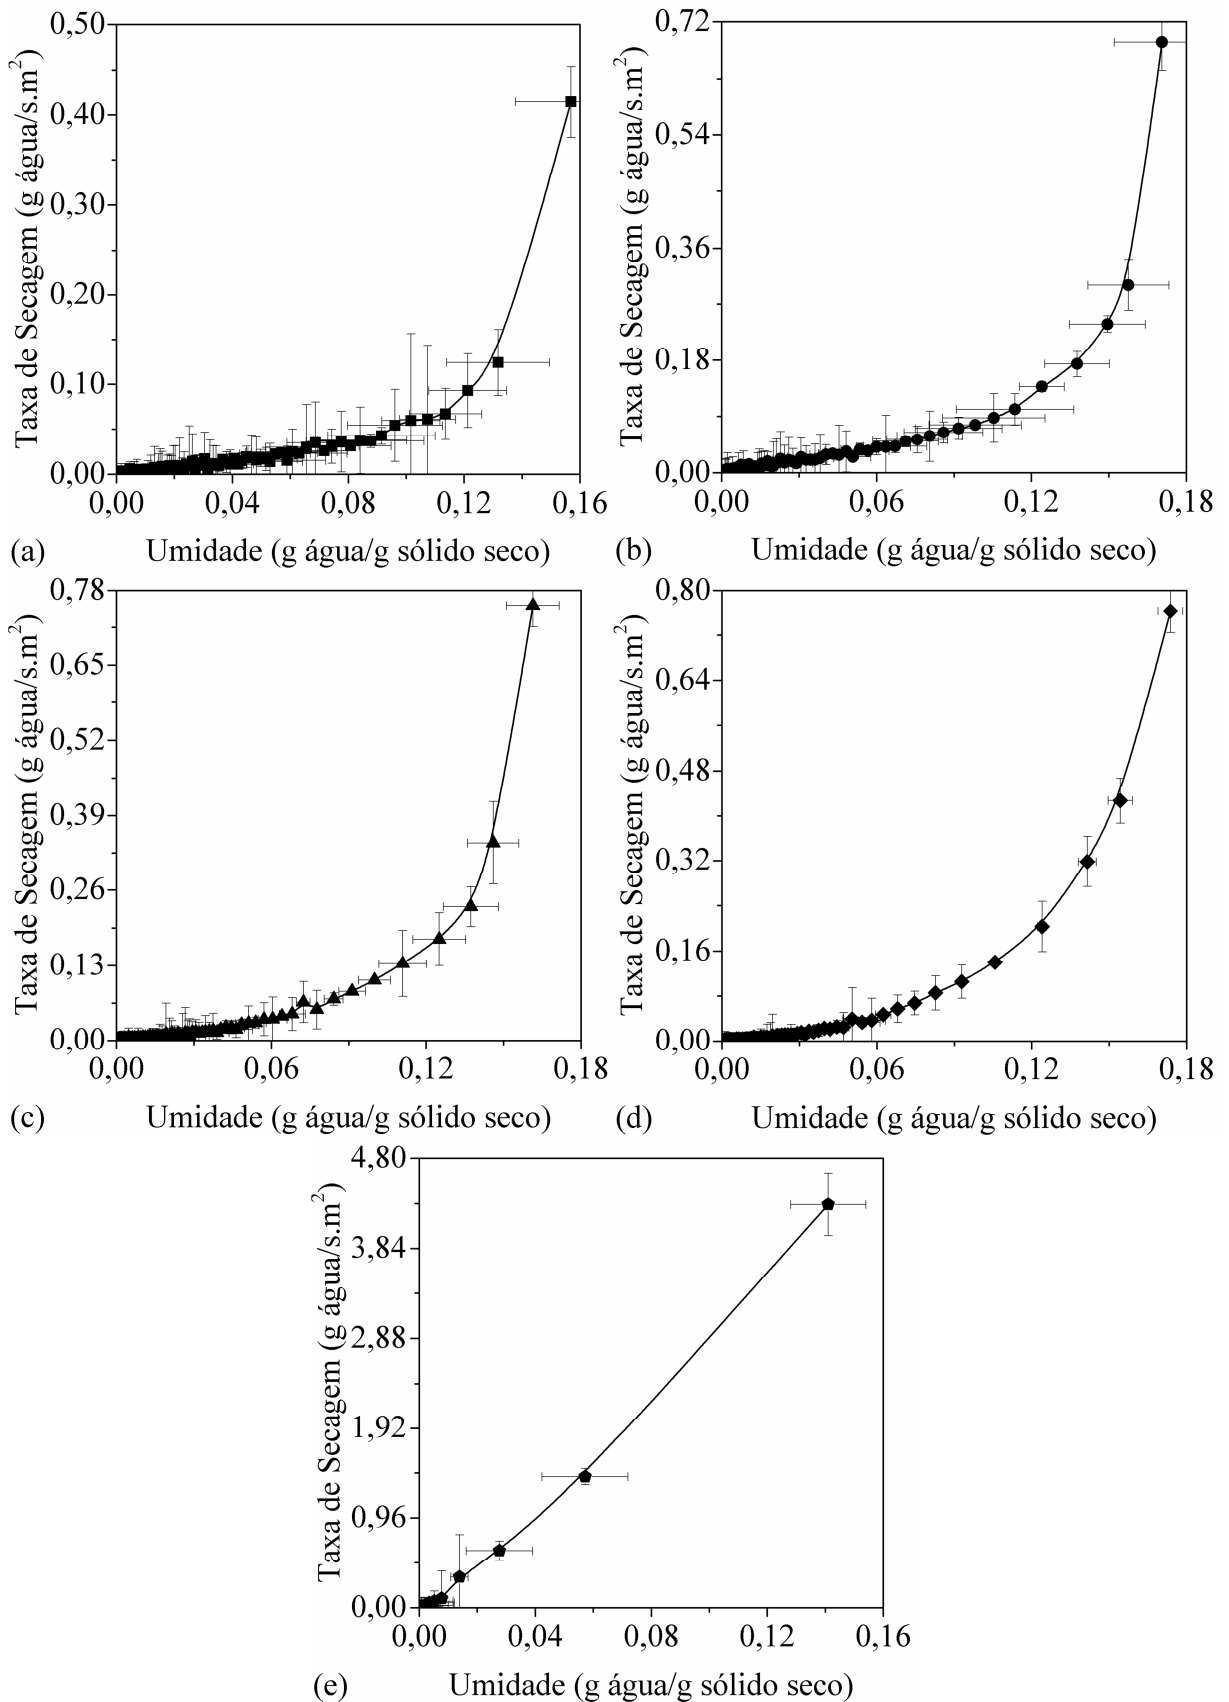 0,50
0,40
0,30
0,20
0,10
0,00
Taxa de Secagem (g água/s.m²)
0,00 0,04 0,08 0,12 0,16
(a) Umidade (g água/g sólido seco)
0,72
0,54
0,36
0,18
0,00
Taxa de Secagem (g água/s.m²)
0,00 0,06 0,12 0,18
(b) Umidade (g água/g sólido seco)
0,78
0,65
0,52
0,39
0,26
0,13
0,00
Taxa de Secagem (g água/s.m²)
0,00 0,06 0,12 0,18
(c) Umidade (g água/g sólido seco)
0,80
0,64
0,48
0,32
0,16
0,00
Taxa de Secagem (g água/s.m²)
0,00 0,06 0,12 0,18
(d) Umidade (g água/g sólido seco)
4,80
3,84
2,88
1,92
0,96
0,00
Taxa de Secagem (g água/s.m²)
0,00 0,04 0,08 0,12 0,16
(e) Umidade (g água/g sólido seco)